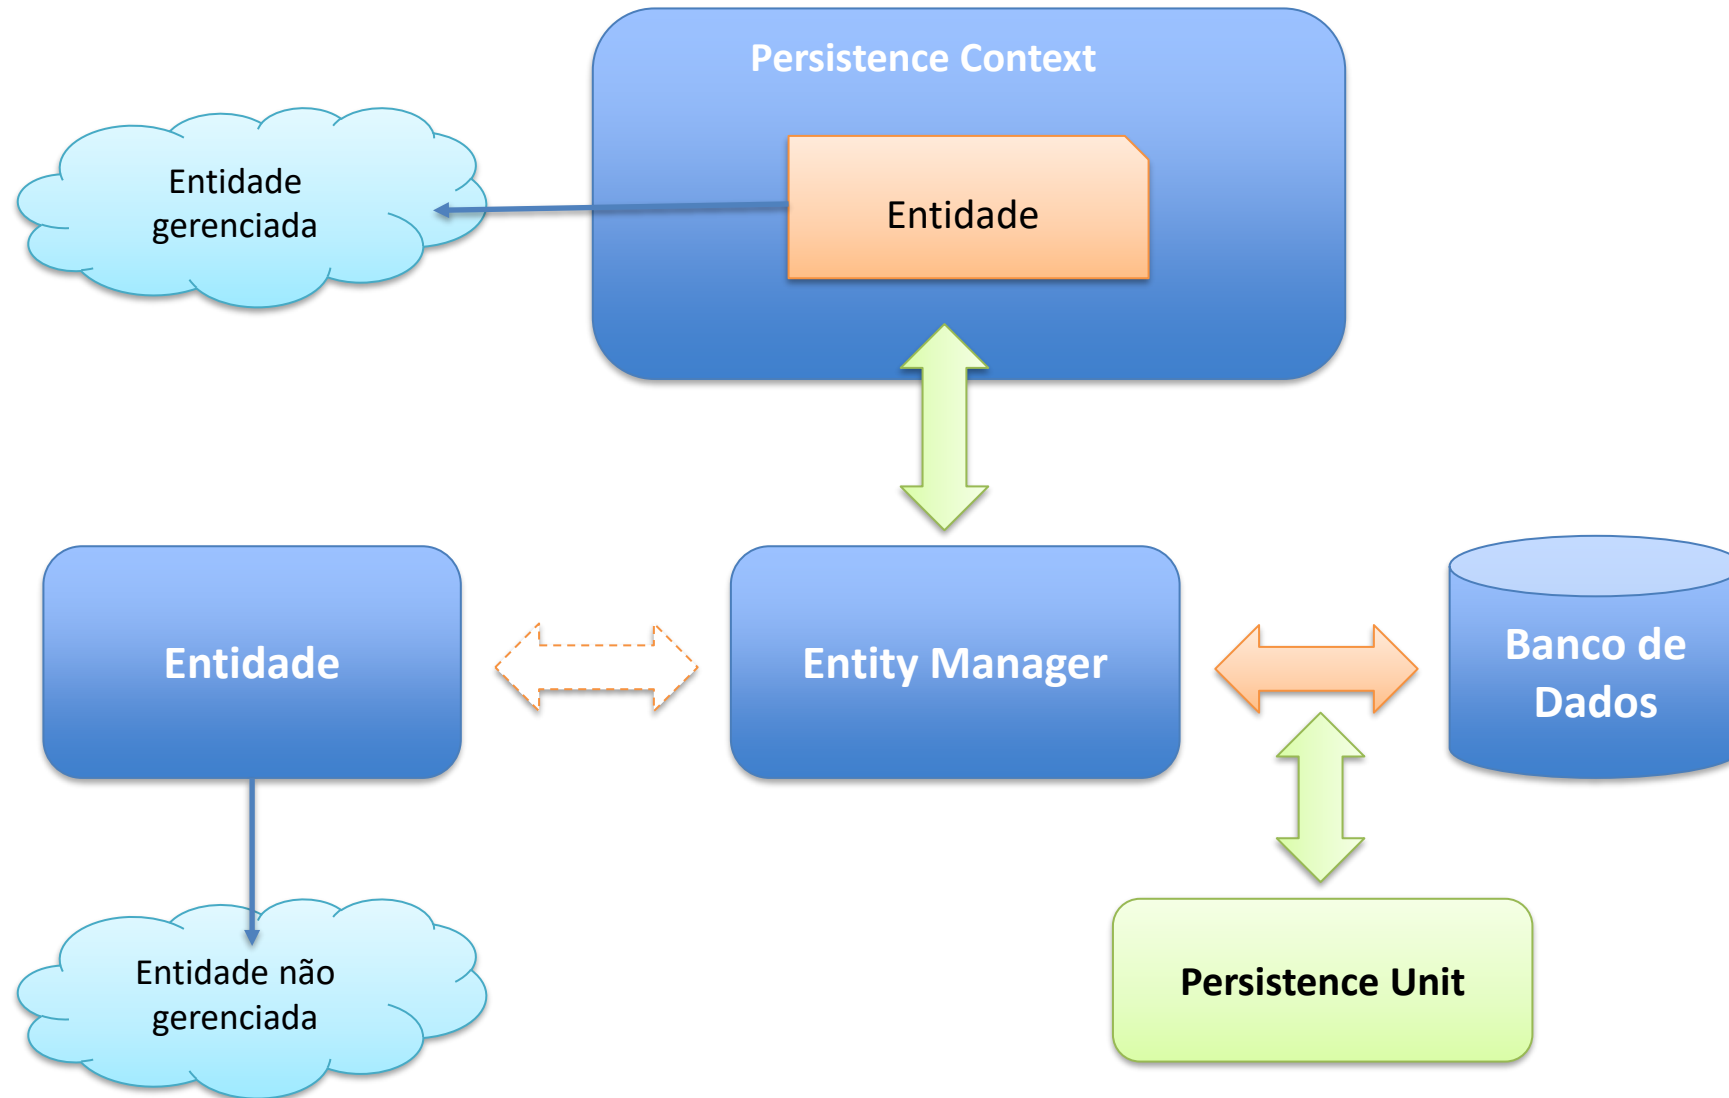 Persistence Context
Entidade
gerenciada
Entidade
Entidade
Entity Manager
Banco de
Dados
Entidade não
gerenciada
Persistence Unit